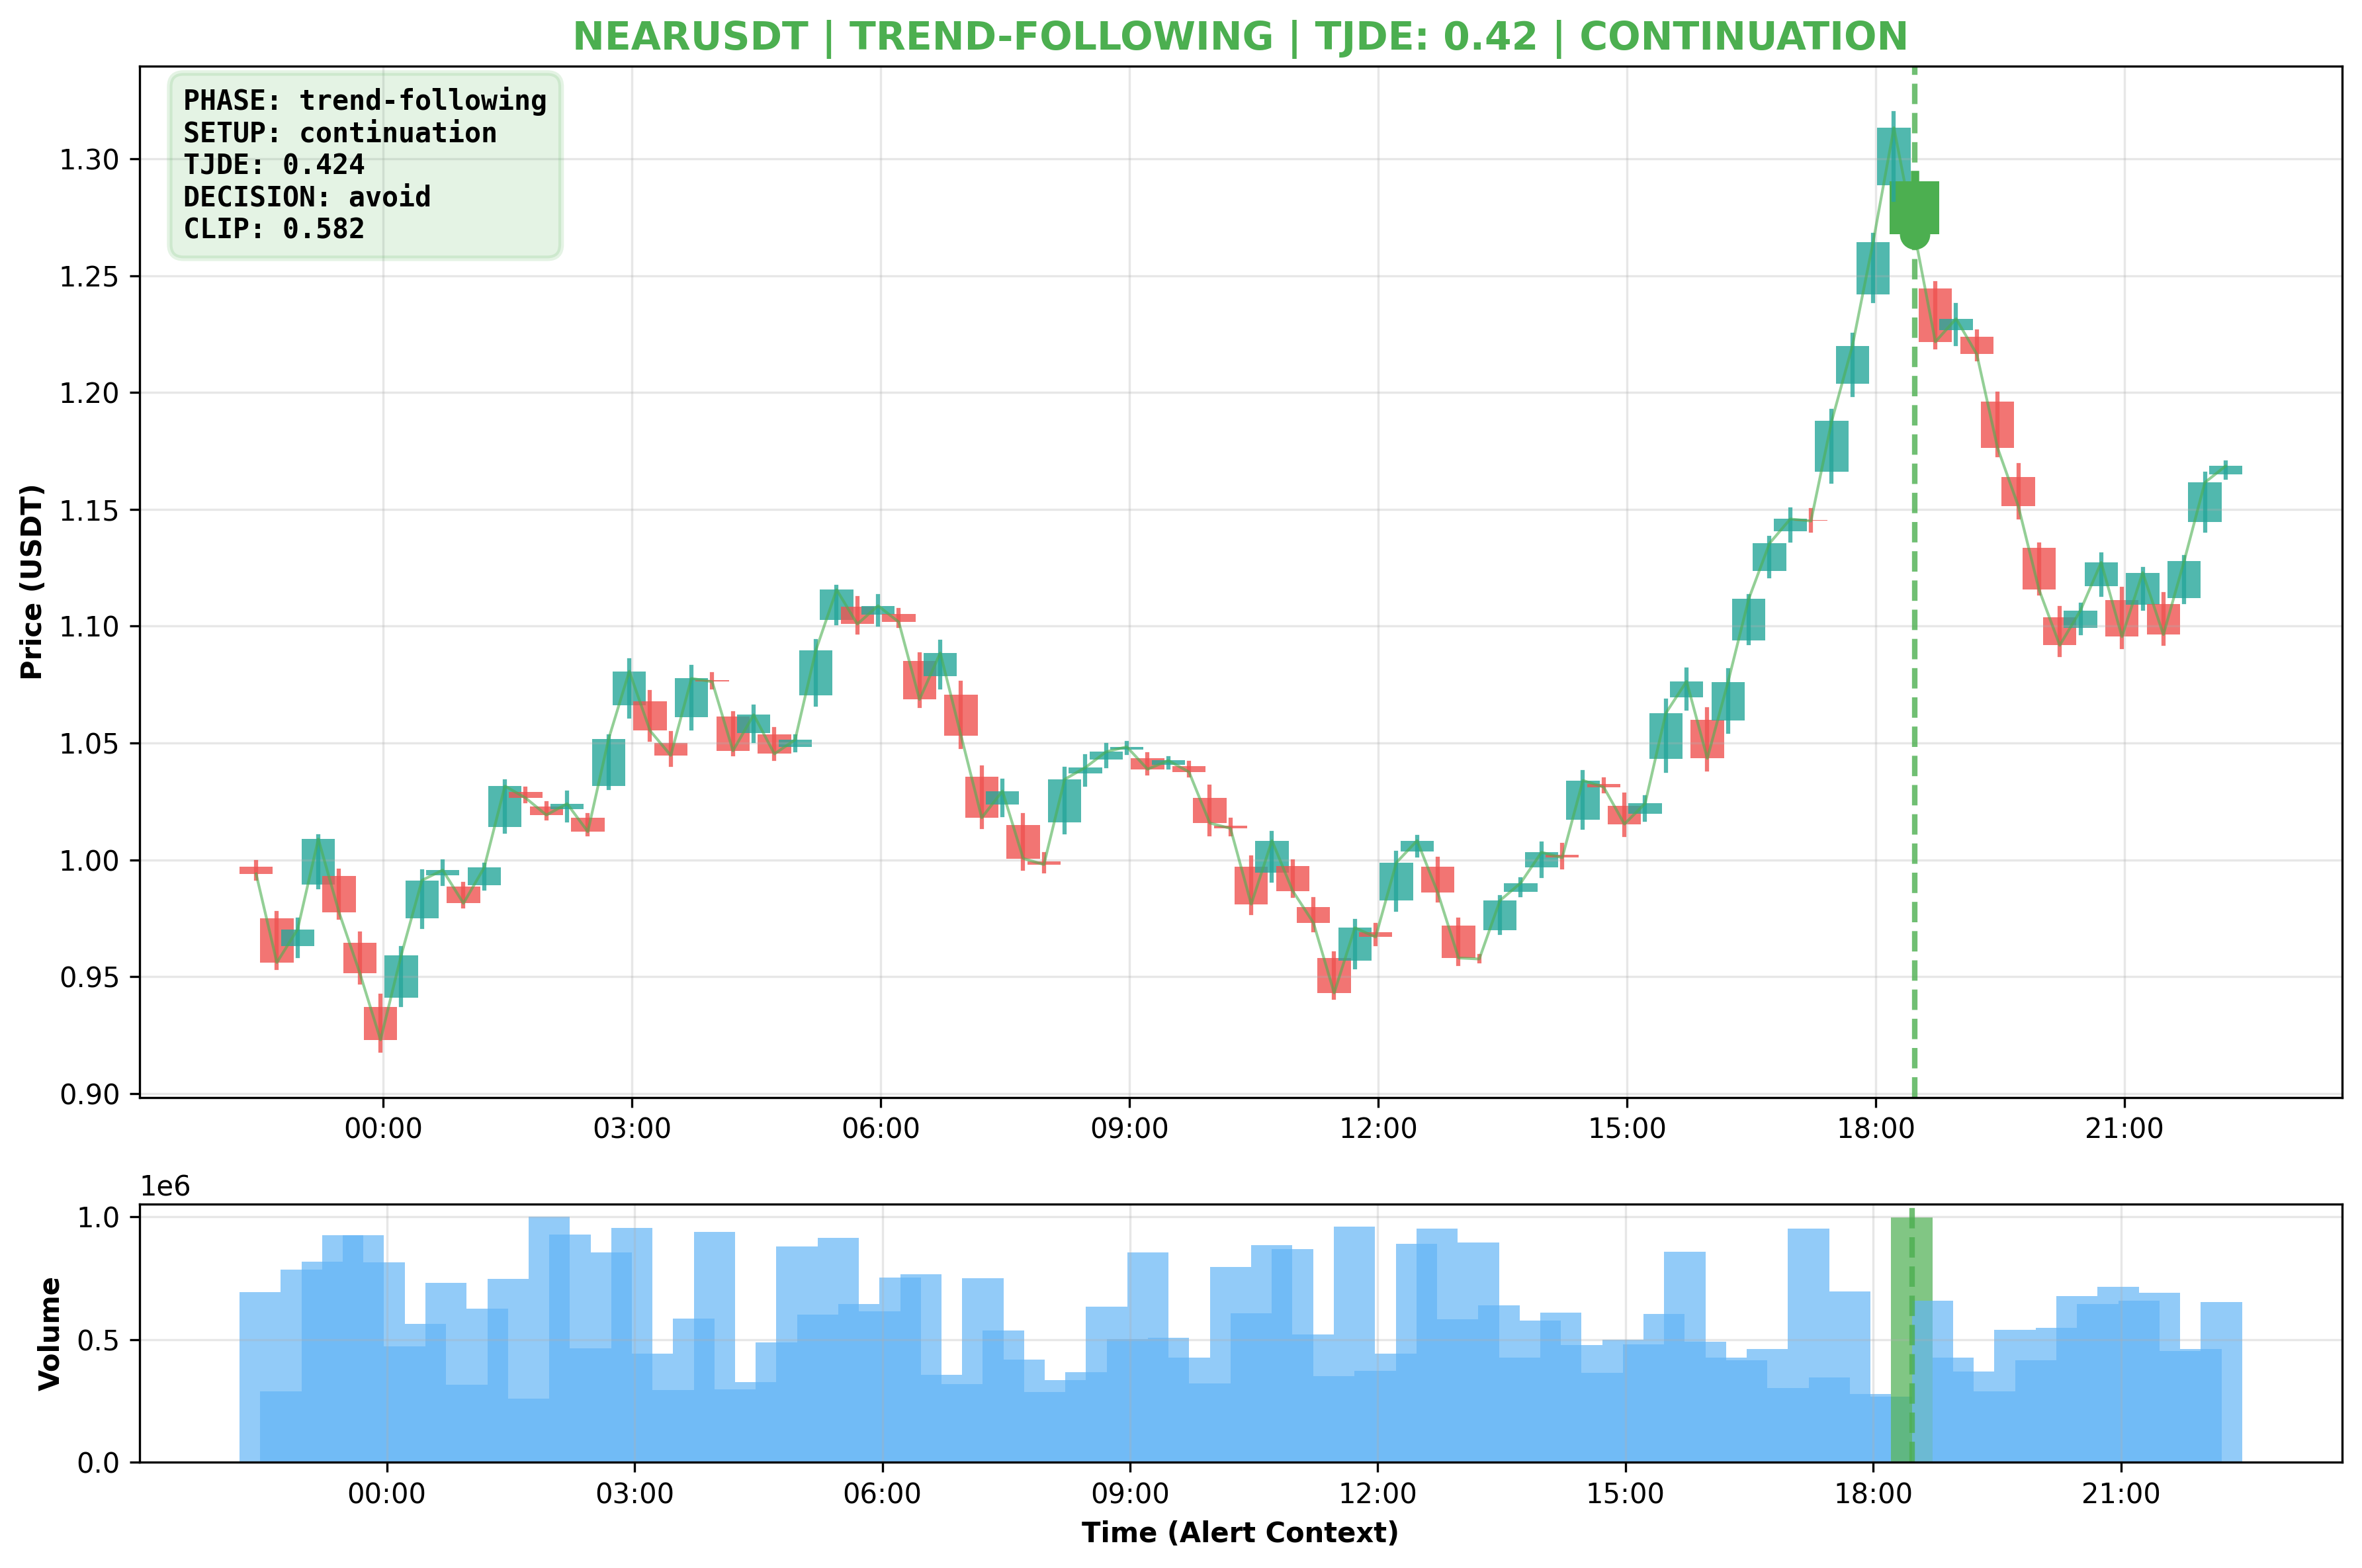 NEARUSDT | TREND-FOLLOWING | TJDE: 0.42 | CONTINUATION
PHASE: trend-following
SETUP: continuation
TJDE: 0.424
DECISION: avoid
CLIP: 0.582
Price (USDT)
1.30
1.25
1.20
1.15
1.10
1.05
1.00
0.95
0.90
00:00 03:00 06:00 09:00 12:00 15:00 18:00 21:00
1e6
Volume
1.0
0.5
0.0
00:00 03:00 06:00 09:00 12:00 15:00 18:00 21:00
Time (Alert Context)